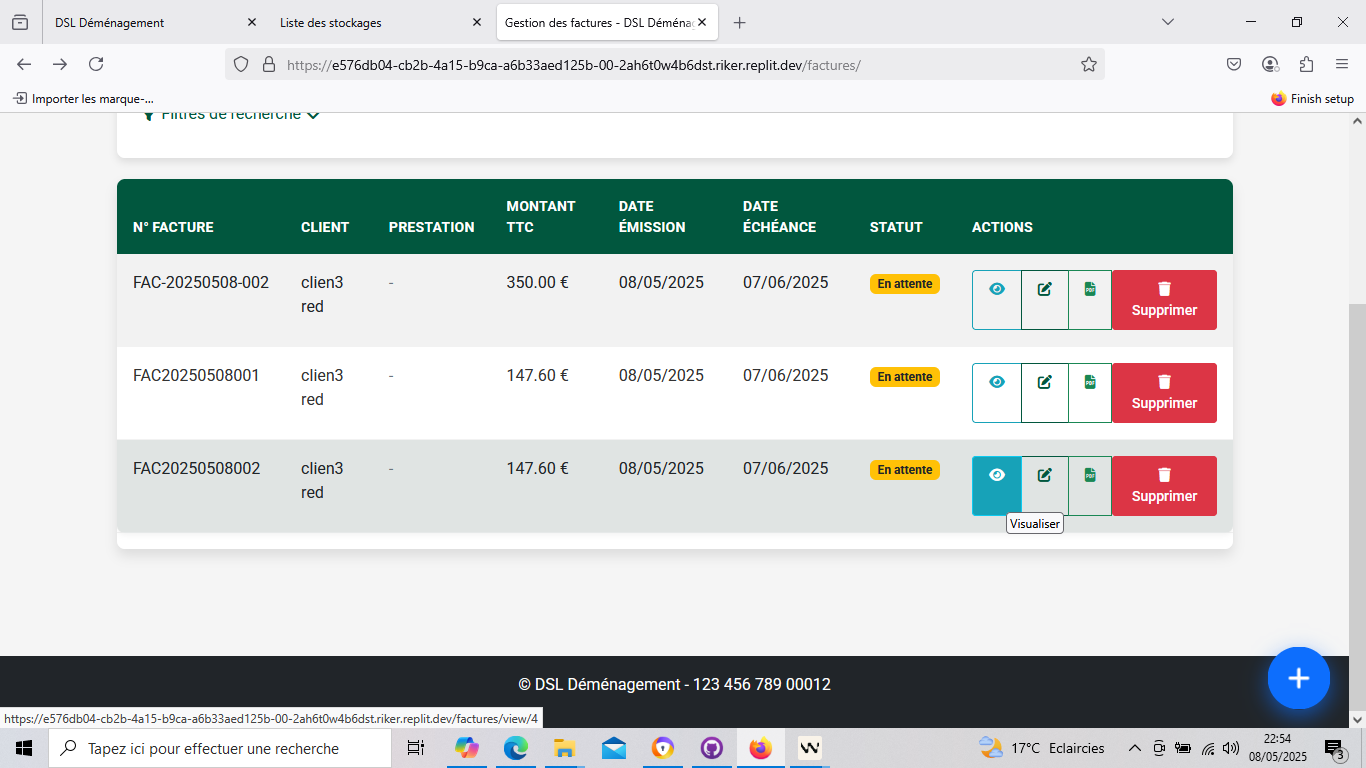 DSL Déménagement
Liste des stockages
Gestion des factures - DSL Déména
https://e576db04-cb2b-4a15-b9ca-a6b33aed125b-00-2ah6t0w4b6dst.riker.replit.dev/factures/
Importer les marque-...
Finish setup
Filtres de recherche
N° FACTURE CLIENT PRESTATION MONTANT TTC DATE ÉMISSION DATE ÉCHÉANCE STATUT ACTIONS
FAC-20250508-002 clien3 red - 350.00 € 08/05/2025 07/06/2025 En attente PDF Supprimer
FAC20250508001 clien3 red - 147.60 € 08/05/2025 07/06/2025 En attente PDF Supprimer
FAC20250508002 clien3 red - 147.60 € 08/05/2025 07/06/2025 En attente PDF Supprimer
Visualiser
© DSL Déménagement - 123 456 789 00012
https://e576db04-cb2b-4a15-b9ca-a6b33aed125b-00-2ah6t0w4b6dst.riker.replit.dev/factures/view/4
Tapez ici pour effectuer une recherche
17°C Eclaircies
22:54
08/05/2025
3